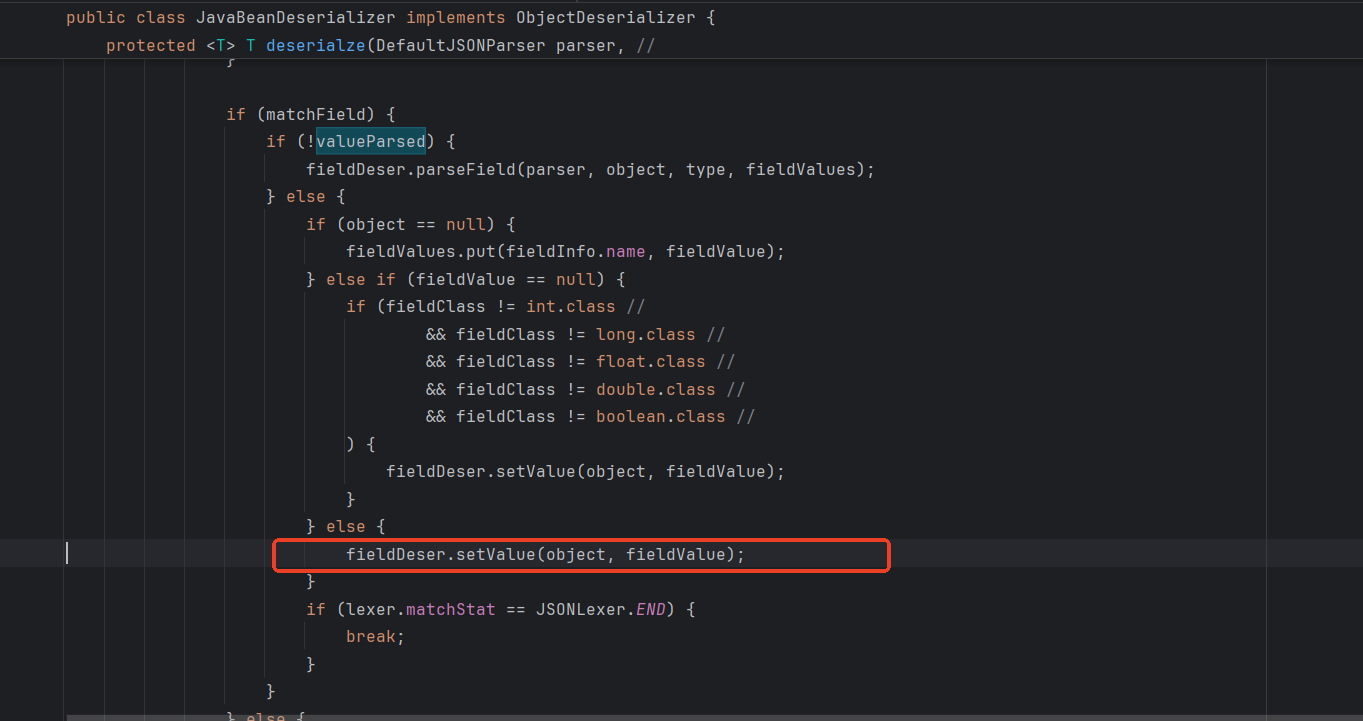 public class JavaBeanDeserializer implements ObjectDeserializer {
protected <T> T deserialze(DefaultJSONParser parser, //
}
if (matchField) {
if (!valueParsed) {
fieldDeser.parseField(parser, object, type, fieldValues);
} else {
if (object == null) {
fieldValues.put(fieldInfo.name, fieldValue);
} else if (fieldValue == null) {
if (fieldClass != int.class //
&& fieldClass != long.class //
&& fieldClass != float.class //
&& fieldClass != double.class //
&& fieldClass != boolean.class //
) {
fieldDeser.setValue(object, fieldValue);
}
} else {
fieldDeser.setValue(object, fieldValue);
}
if (lexer.matchStat == JSONLexer.END) {
break;
}
}
} else {